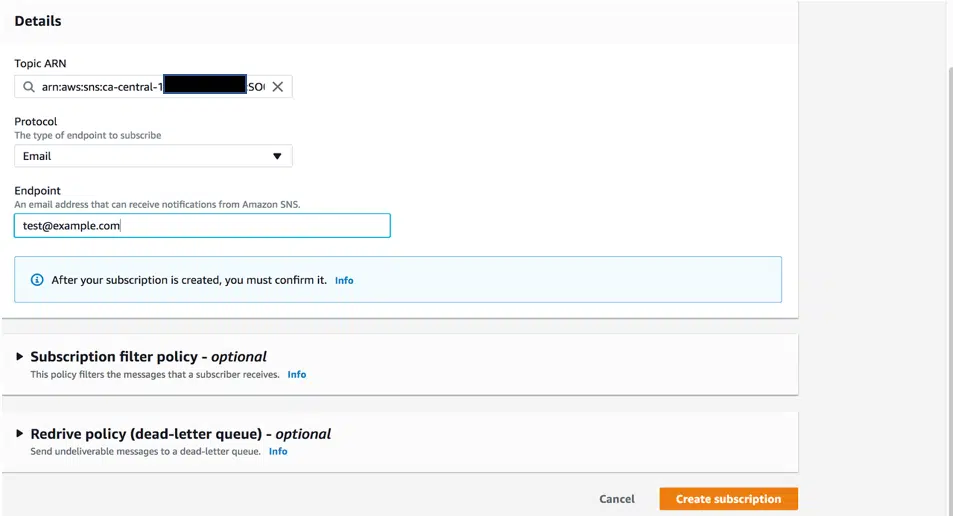 Details
Topic ARN
arn:aws:sns:ca-central-1 SO
Protocol
The type of endpoint to subscribe
Email
Endpoint
An email address that can receive notifications from Amazon SNS.
test@example.com
After your subscription is created, you must confirm it. Info
Subscription filter policy - optional
This policy filters the messages that a subscriber receives. Info
Redrive policy (dead-letter queue) - optional
Send undeliverable messages to a dead-letter queue. Info
Cancel Create subscription